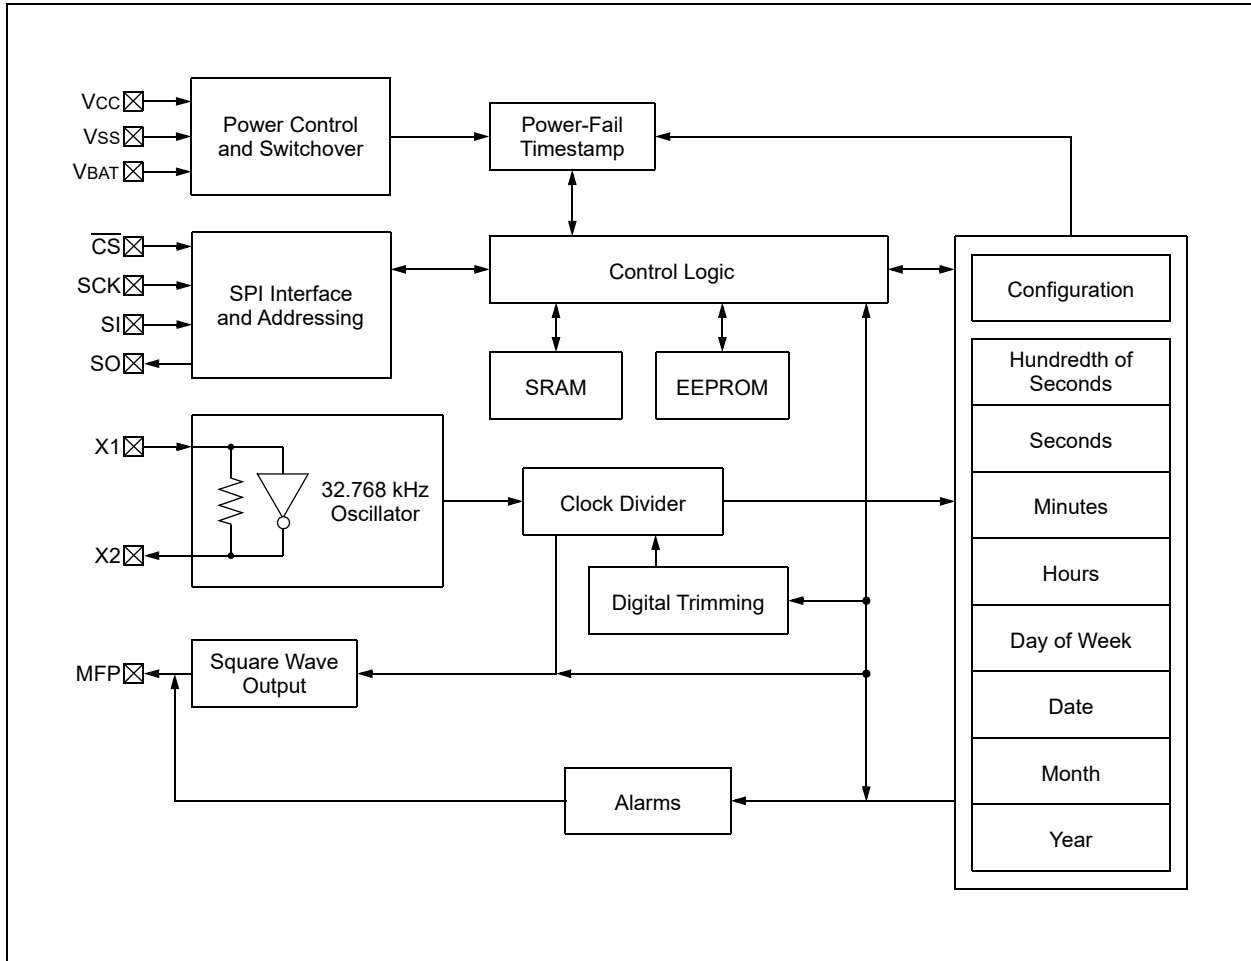 VCC
VSS
VBAT
Power Control
and Switchover
Power-Fail
Timestamp
CS
SCK
SI
SO
SPI Interface
and Addressing
Control Logic
SRAM
EEPROM
X1
X2
32.768 kHz
Oscillator
Clock Divider
Digital Trimming
MFP
Square Wave
Output
Alarms
Configuration
Hundredth of
Seconds
Seconds
Minutes
Hours
Day of Week
Date
Month
Year